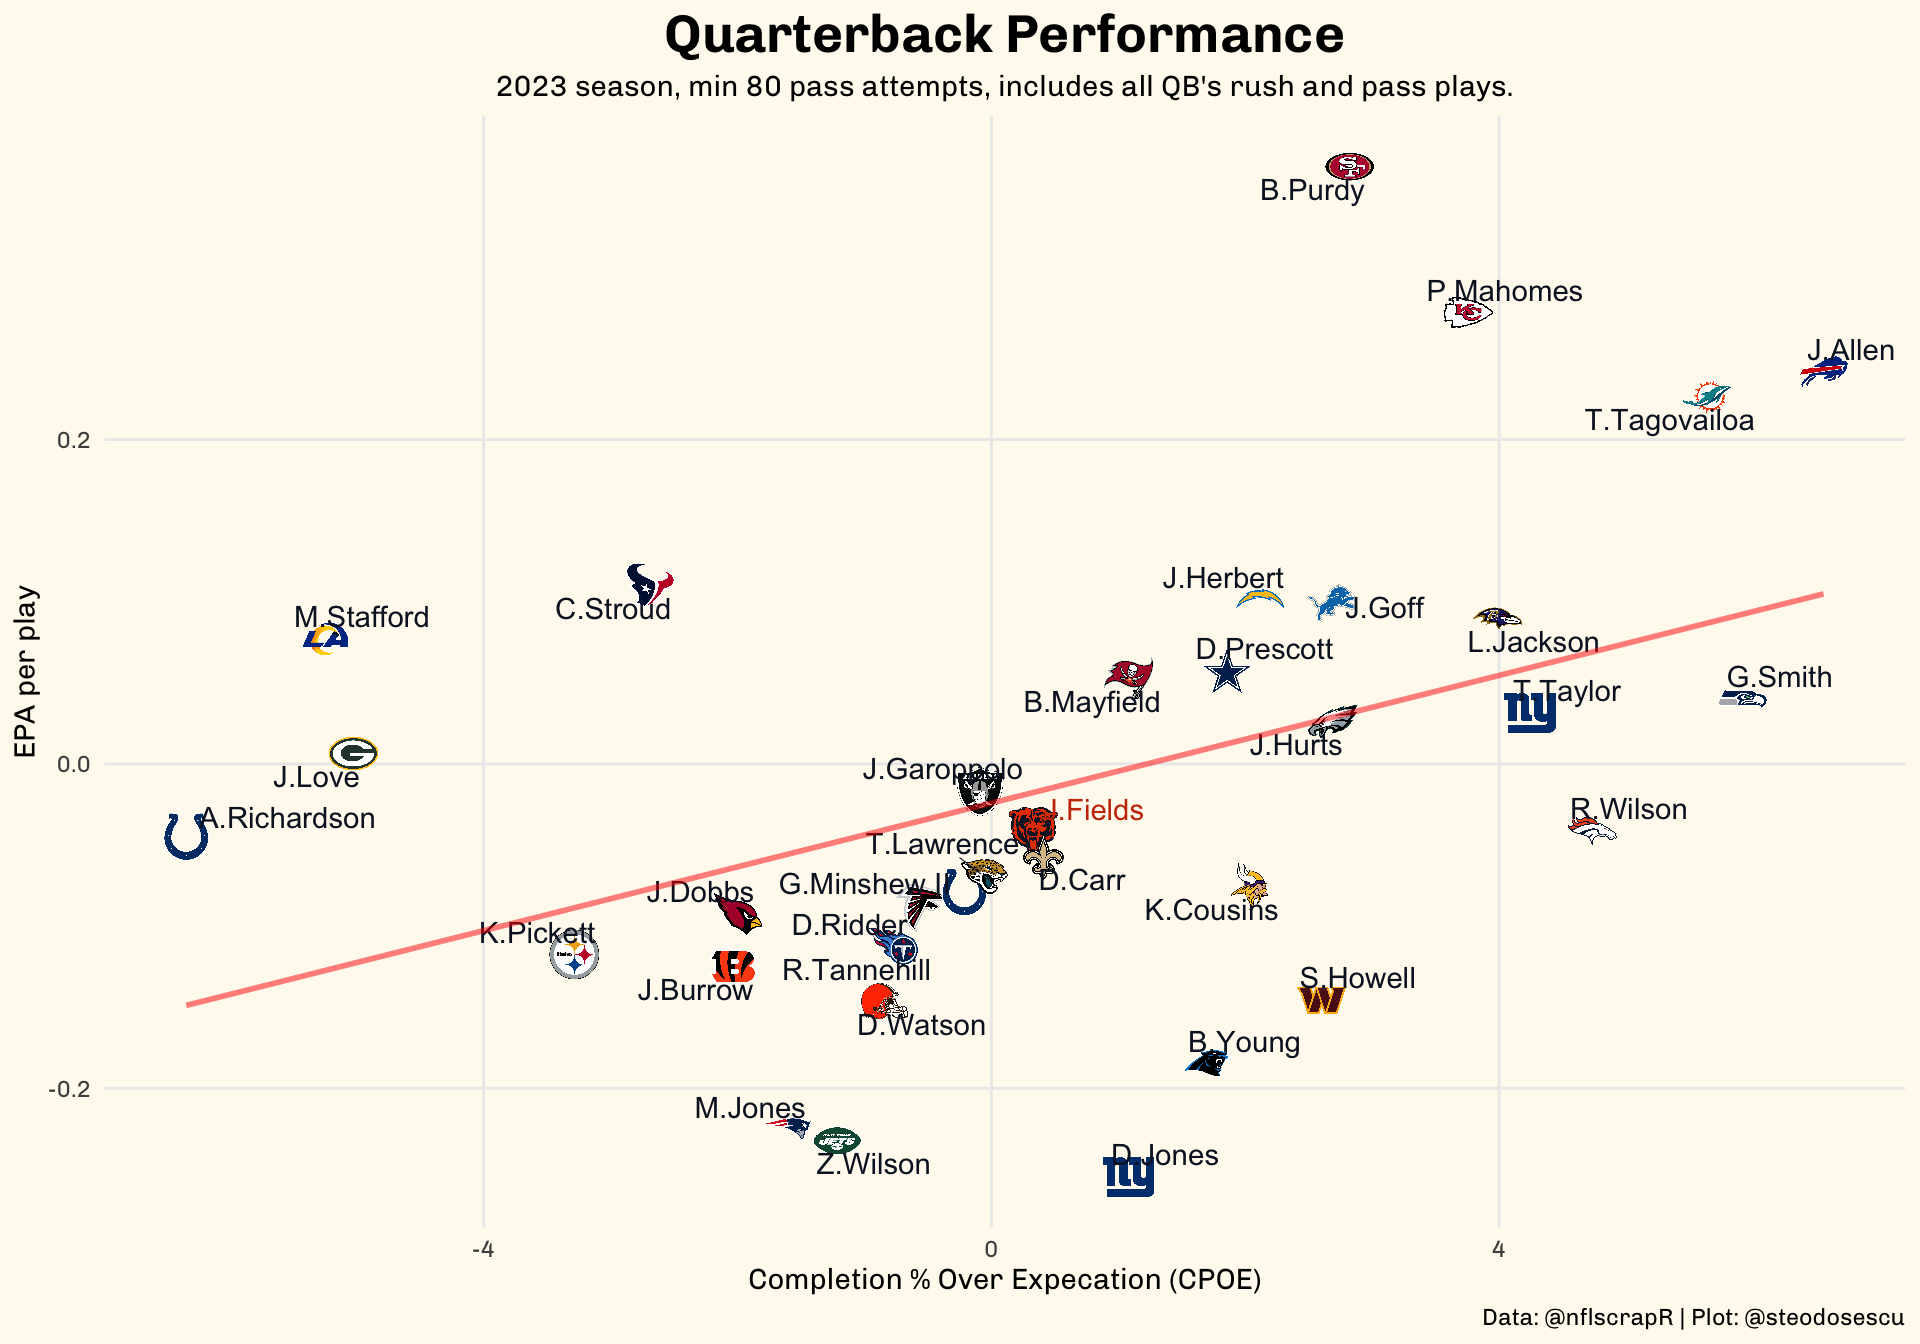 Quarterback Performance
2023 season, min 80 pass attempts, includes all QB's rush and pass plays.
B.Purdy
P.Mahomes
J.Allen
T.Tagovailoa
0.2
J.Herbert
C.Stroud
J.Goff
M.Stafford
L.Jackson
D.Prescott
G.Smith
T.Taylor
ny
B.Mayfield
J.Hurts
EPA per play
0.0
J.Garoppolo
J.Love
J.Fields
R.Wilson
A.Richardson
T.Lawrence
D.Carr
G.Minshew II
J.Dobbs
K.Cousins
D.Ridder
K.Pickett
R.Tannehill
S.Howell
W
J.Burrow
D.Watson
B.Young
-0.2
M.Jones
JETS
Z.Wilson
D.Jones
ny
-4
0
4
Completion % Over Expecation (CPOE)
Data: @nflscrapR | Plot: @steodosescu